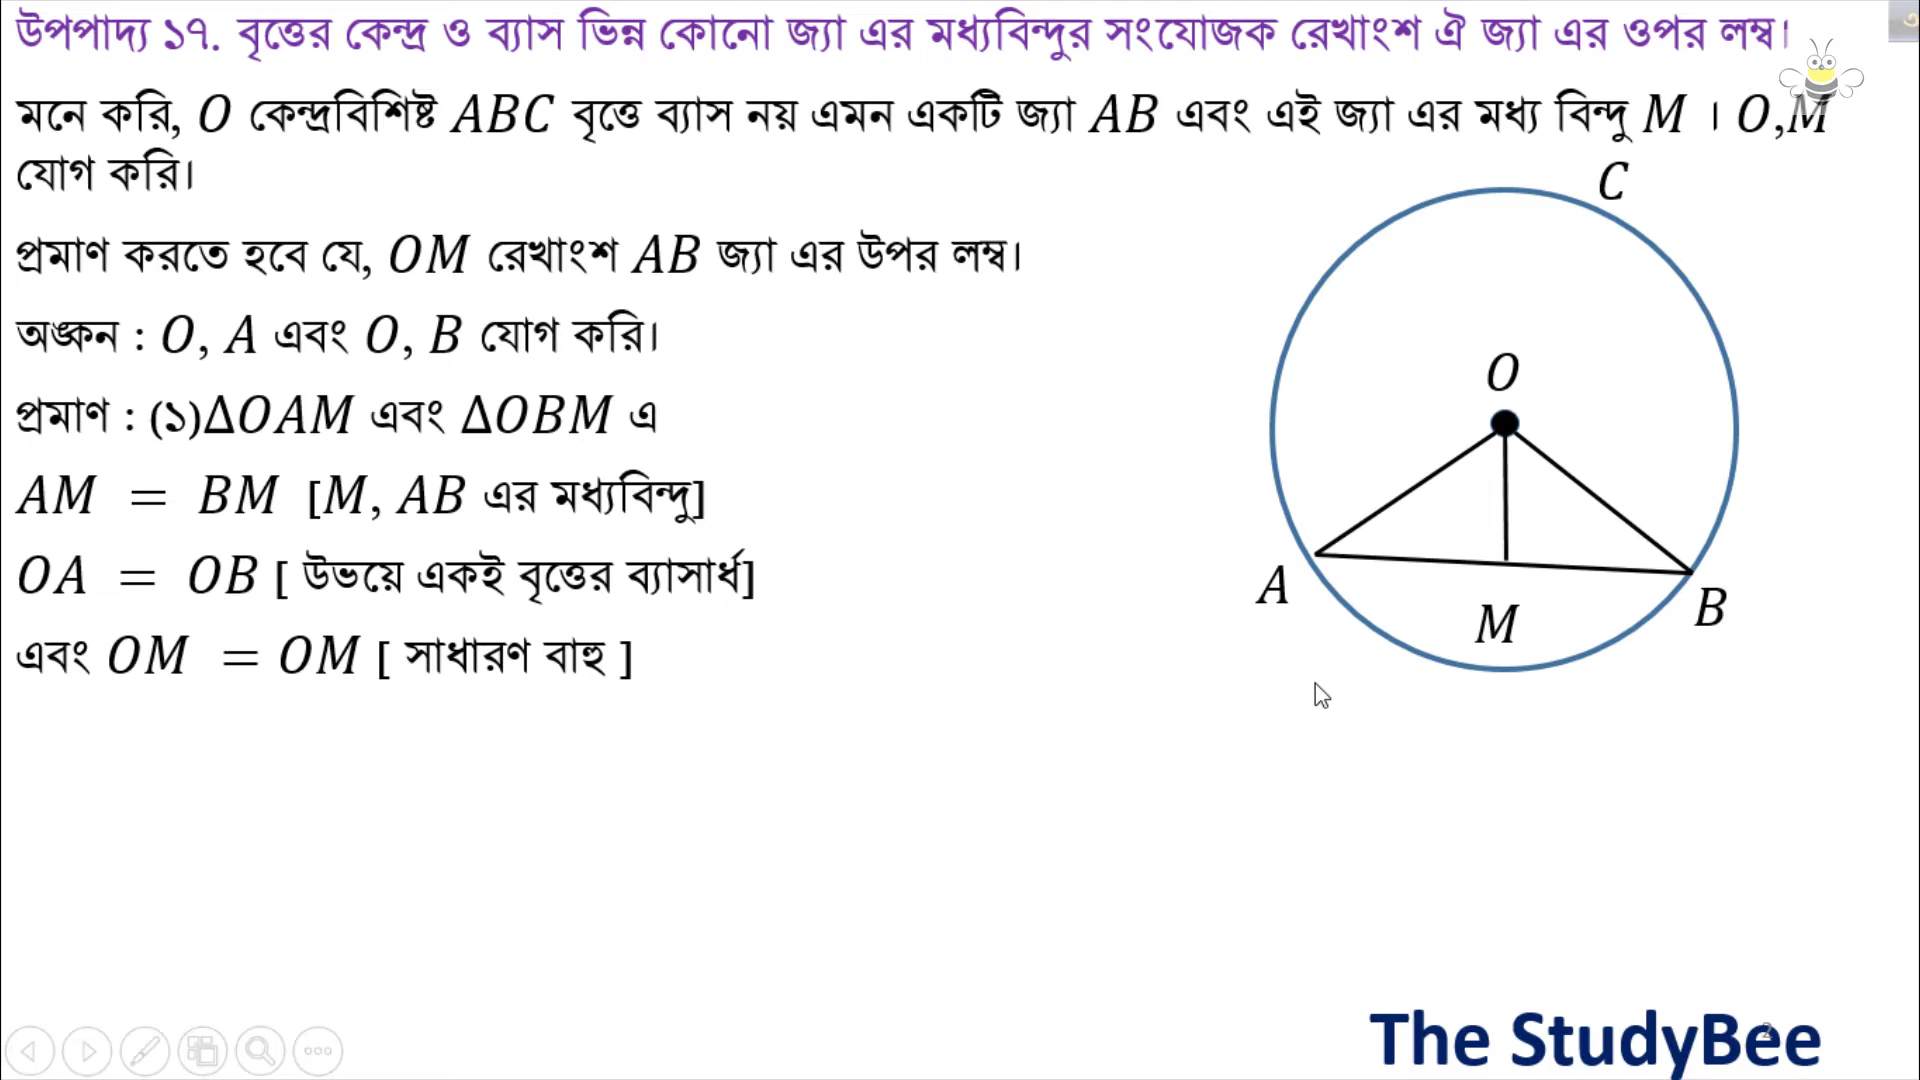 উপপাদ্য ১৭. বৃত্তের কেন্দ্র ও ব্যাস ভিন্ন কোনো জ্যা এর মধ্যবিন্দুর সংযোজক রেখাংশ ঐ জ্যা এর ওপর লম্ব।
মনে করি, O কেন্দ্রবিশিষ্ট ABC বৃত্তে ব্যাস নয় এমন একটি জ্যা AB এবং এই জ্যা এর মধ্য বিন্দু M । O,M
যোগ করি।
প্রমাণ করতে হবে যে, OM রেখাংশ AB জ্যা এর উপর লম্ব।
অঙ্কন : O, A এবং O, B যোগ করি।
প্রমাণ : (১)ΔOAM এবং ΔOBM এ
AM = BM [M, AB এর মধ্যবিন্দু]
OA = OB [ উভয়ে একই বৃত্তের ব্যাসার্ধ]
এবং OM = OM [ সাধারণ বাহু ]
C
O
A
M
B
The StudyBee
2